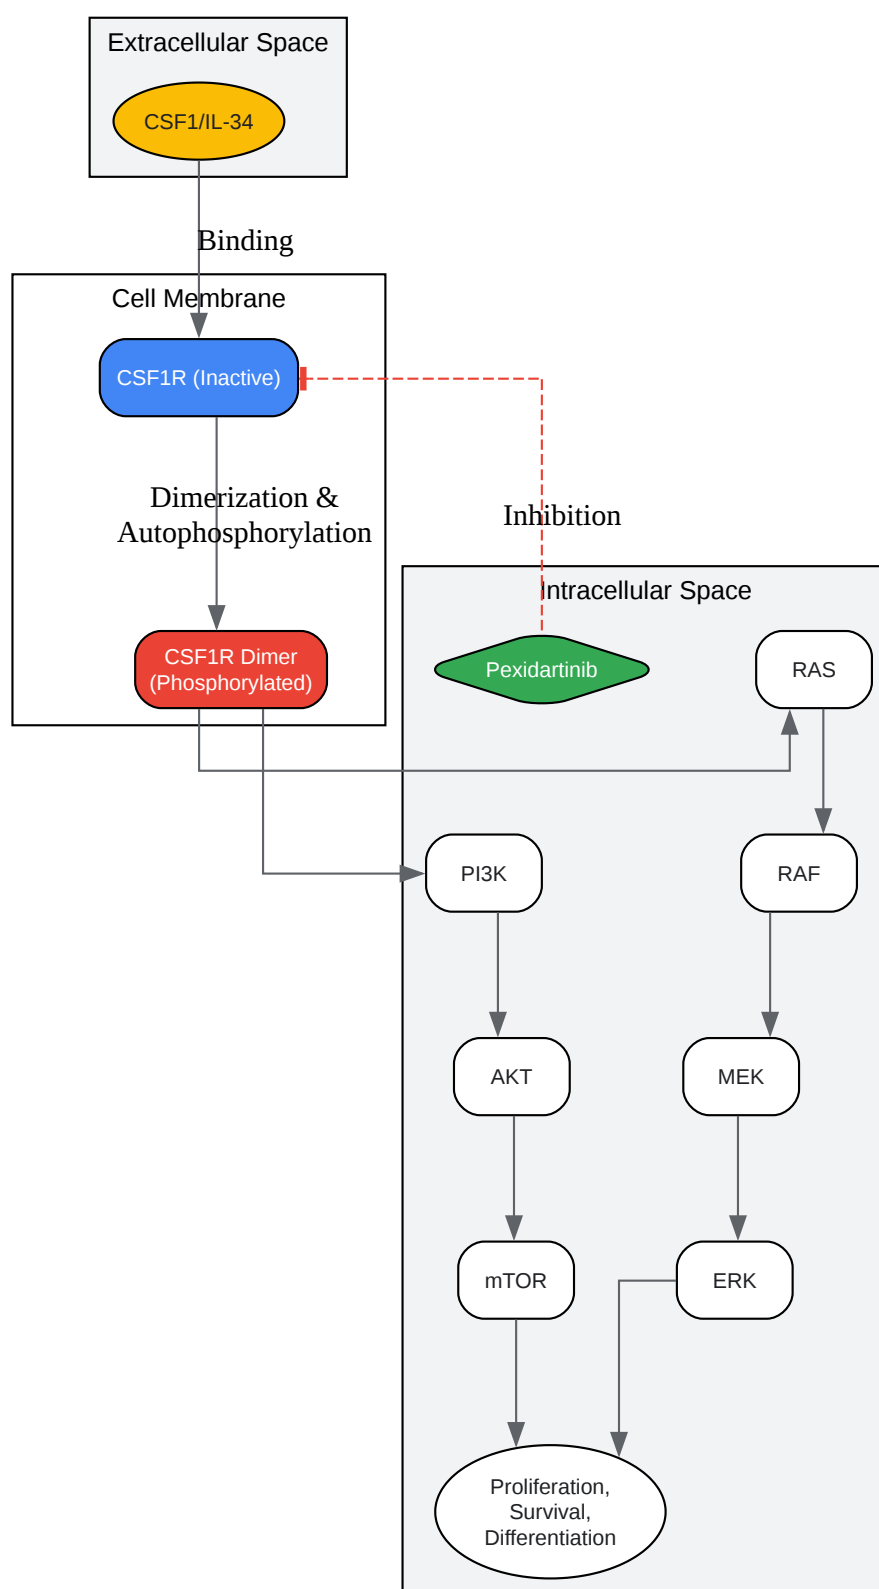 Extracellular Space
CSF1/IL-34
Binding
Cell Membrane
CSF1R (Inactive)
Dimerization &
Autophosphorylation
Inhibition
Intracellular Space
CSF1R Dimer
(Phosphorylated)
Pexidartinib
RAS
PI3K
RAF
AKT
MEK
mTOR
ERK
Proliferation,
Survival,
Differentiation